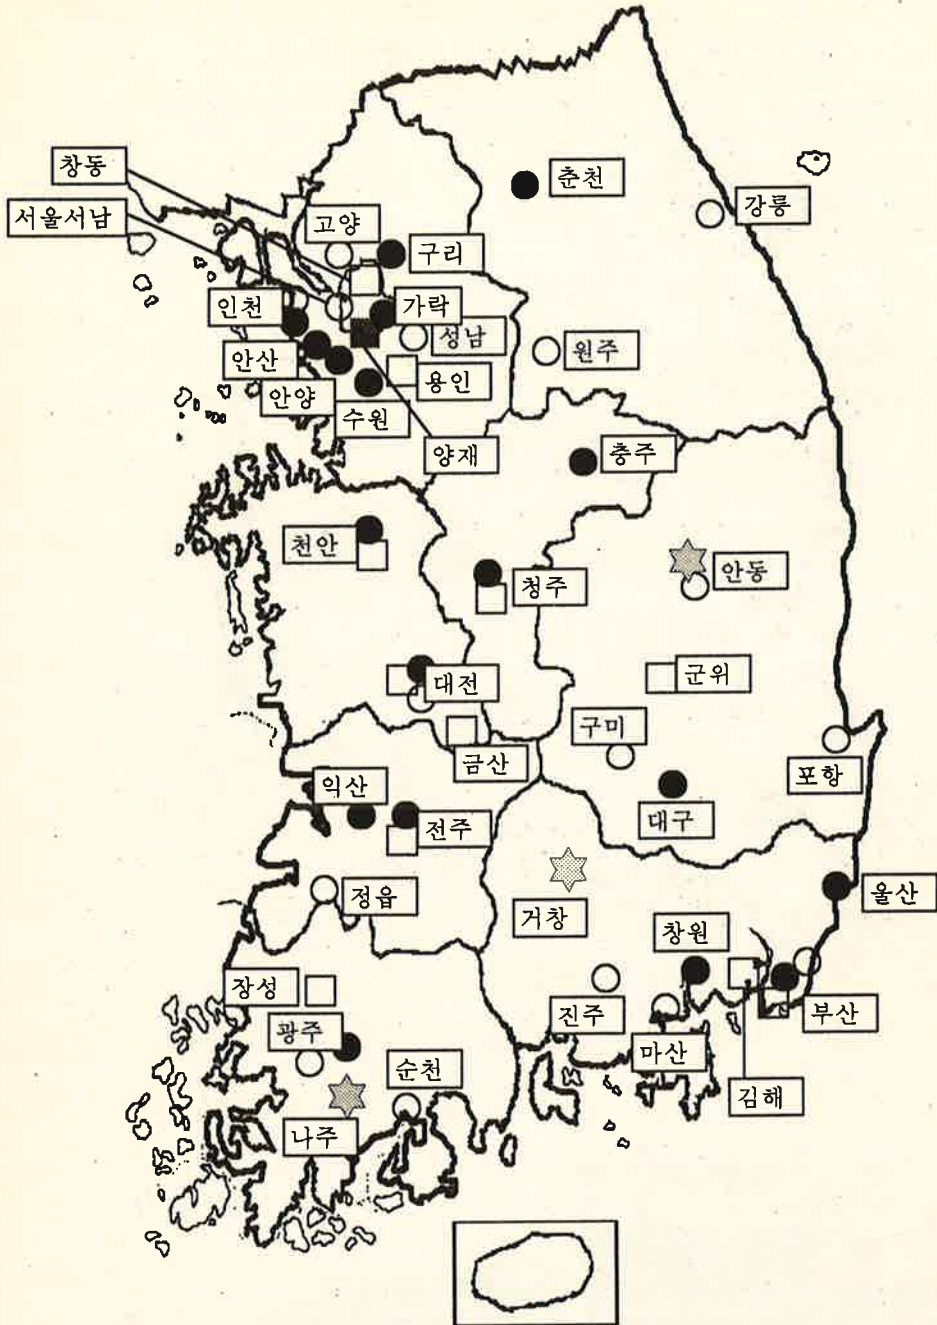 창동
춘천
강릉
서울서남
고양
구리
인천
가락
성남
원주
안산
용인
안양
수원
양재
충주
천안
안동
청주
대전
군위
구미
금산
포항
익산
대구
전주
정읍
울산
거창
창원
장성
진주
부산
광주
마산
순천
김해
나주